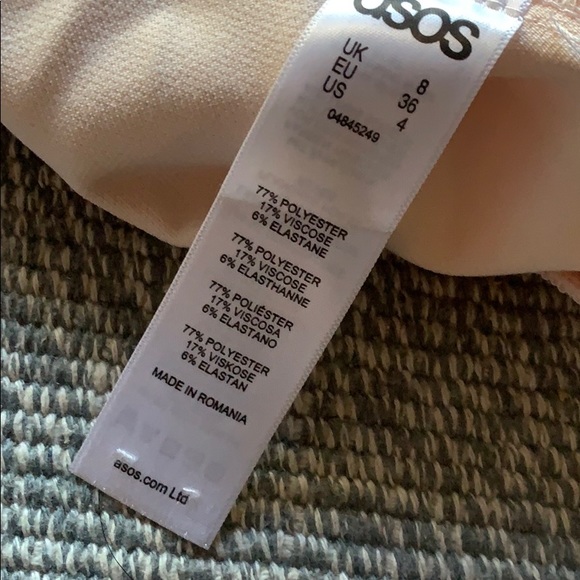 asos
UK 8
EU 36
US 4
04845249
77% POLYESTER
17% VISCOSE
6% ELASTANE
77% POLYESTER
17% VISCOSE
6% ELASTHANNE
77% POLIÉSTER
17% VISCOSA
6% ELASTANO
77% POLYESTER
17% VISKOSE
6% ELASTAN
MADE IN ROMANIA
asos.com Ltd